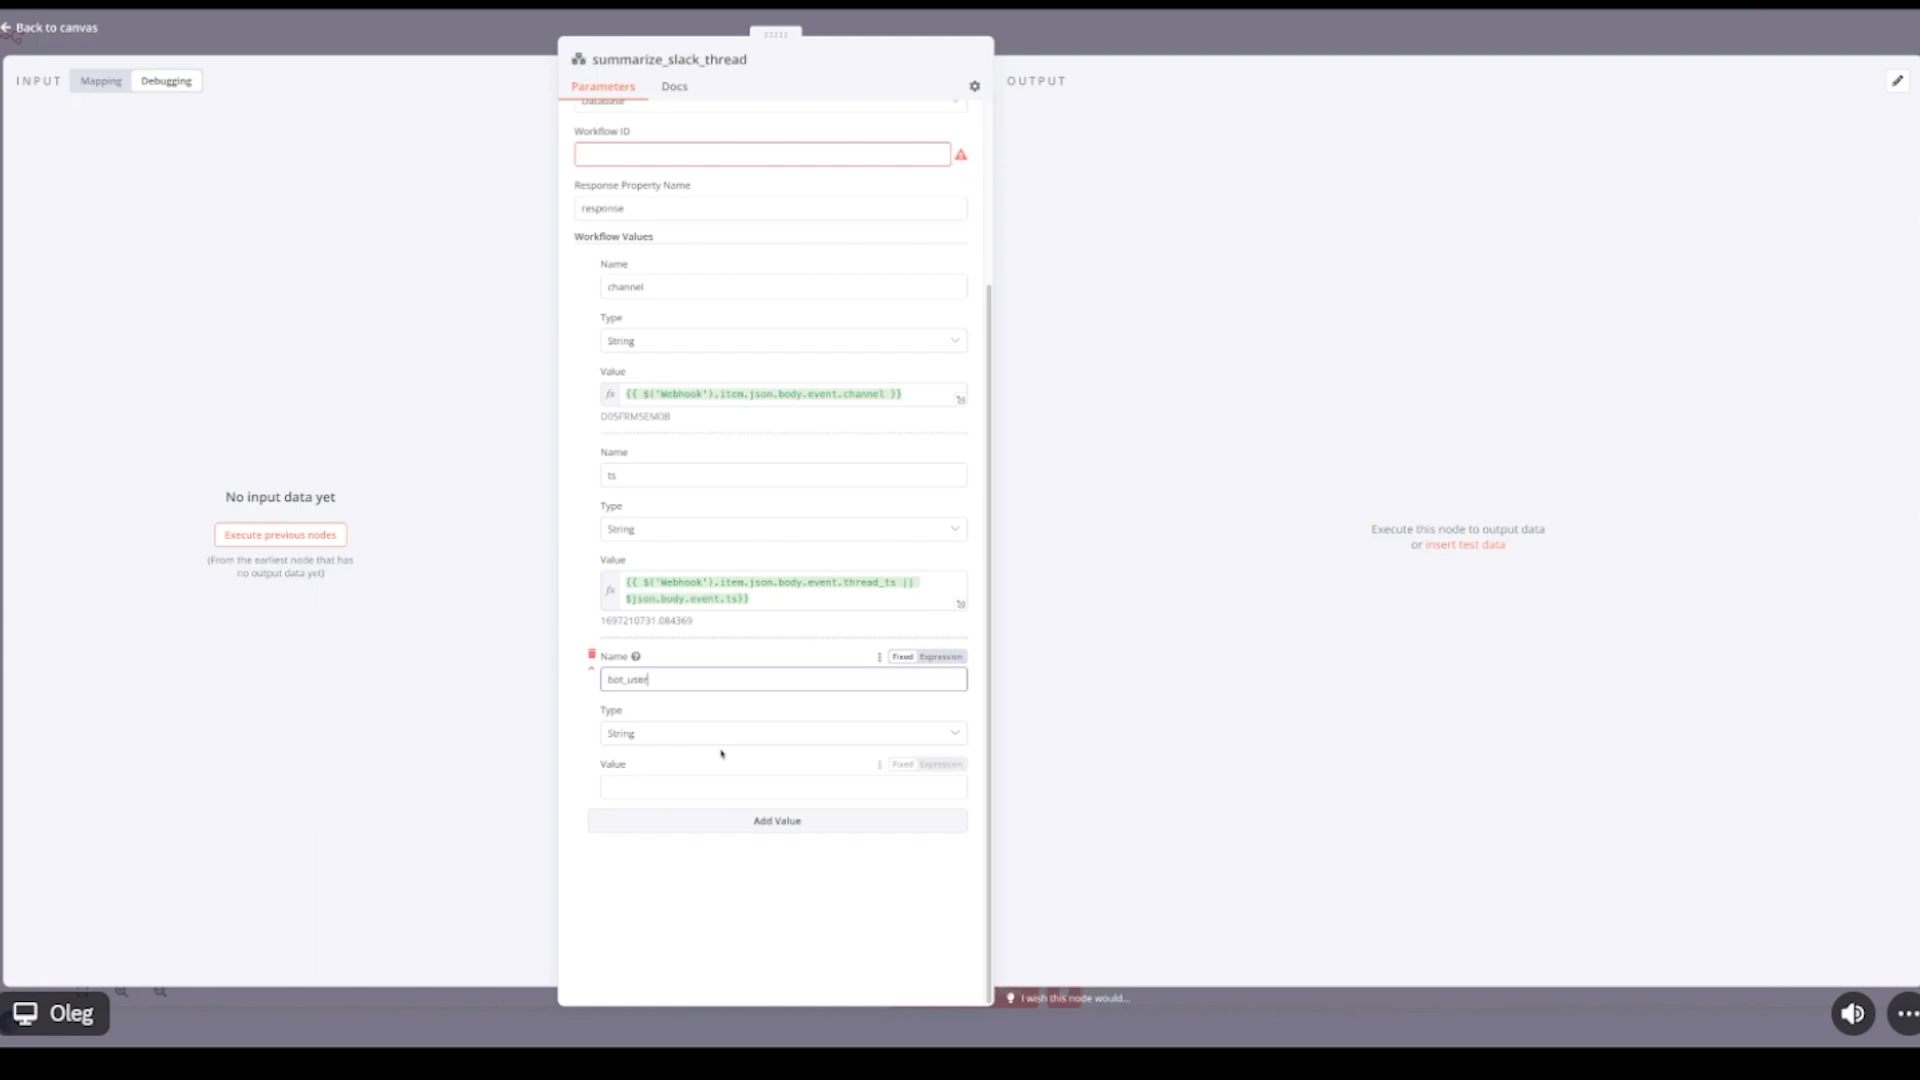 Back to canvas
INPUT
Mapping
Debugging
No input data yet
Execute previous nodes
(From the earliest node that has
no output data yet)
summarize_slack_thread
Parameters
Docs
Database
Workflow ID
Response Property Name
response
Workflow Values
Name
channel
Type
String
Value
fx {{ $('Webhook').item.json.body.event.channel }}
D05FRM5EM0B
Name
ts
Type
String
Value
fx {{ $('Webhook').item.json.body.event.thread_ts ||
$json.body.event.ts}}
1697210731.084369
Name
Fixed Expression
bot_user
Type
String
Value
Fixed Expression
Add Value
OUTPUT
Execute this node to output data
or insert test data
I wish this node would...
Oleg